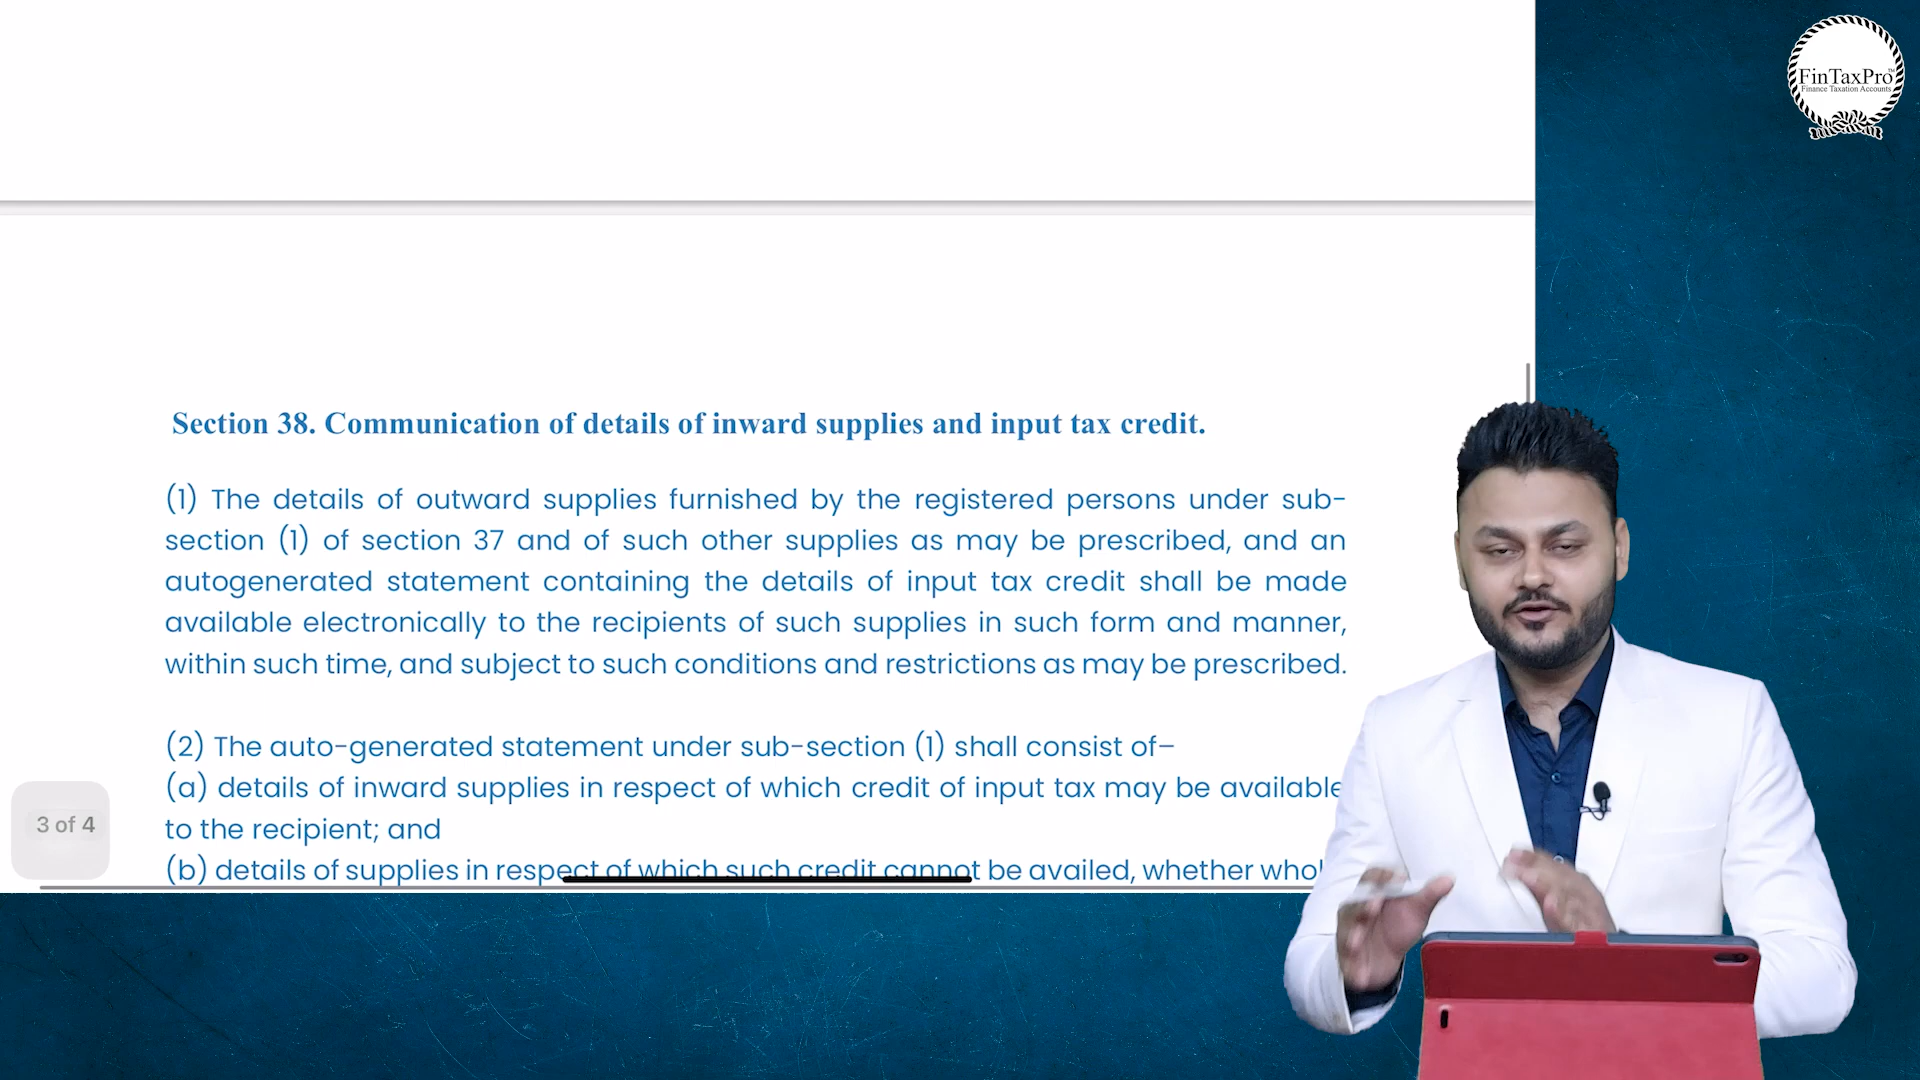 FinTaxPro
Finance Taxation Accounts
Section 38. Communication of details of inward supplies and input tax credit.
(1) The details of outward supplies furnished by the registered persons under sub-
section (1) of section 37 and of such other supplies as may be prescribed, and an
autogenerated statement containing the details of input tax credit shall be made
available electronically to the recipients of such supplies in such form and manner,
within such time, and subject to such conditions and restrictions as may be prescribed.
(2) The auto-generated statement under sub-section (1) shall consist of–
(a) details of inward supplies in respect of which credit of input tax may be available
to the recipient; and
(b) details of supplies in respect of which such credit cannot be availed, whether
3 of 4